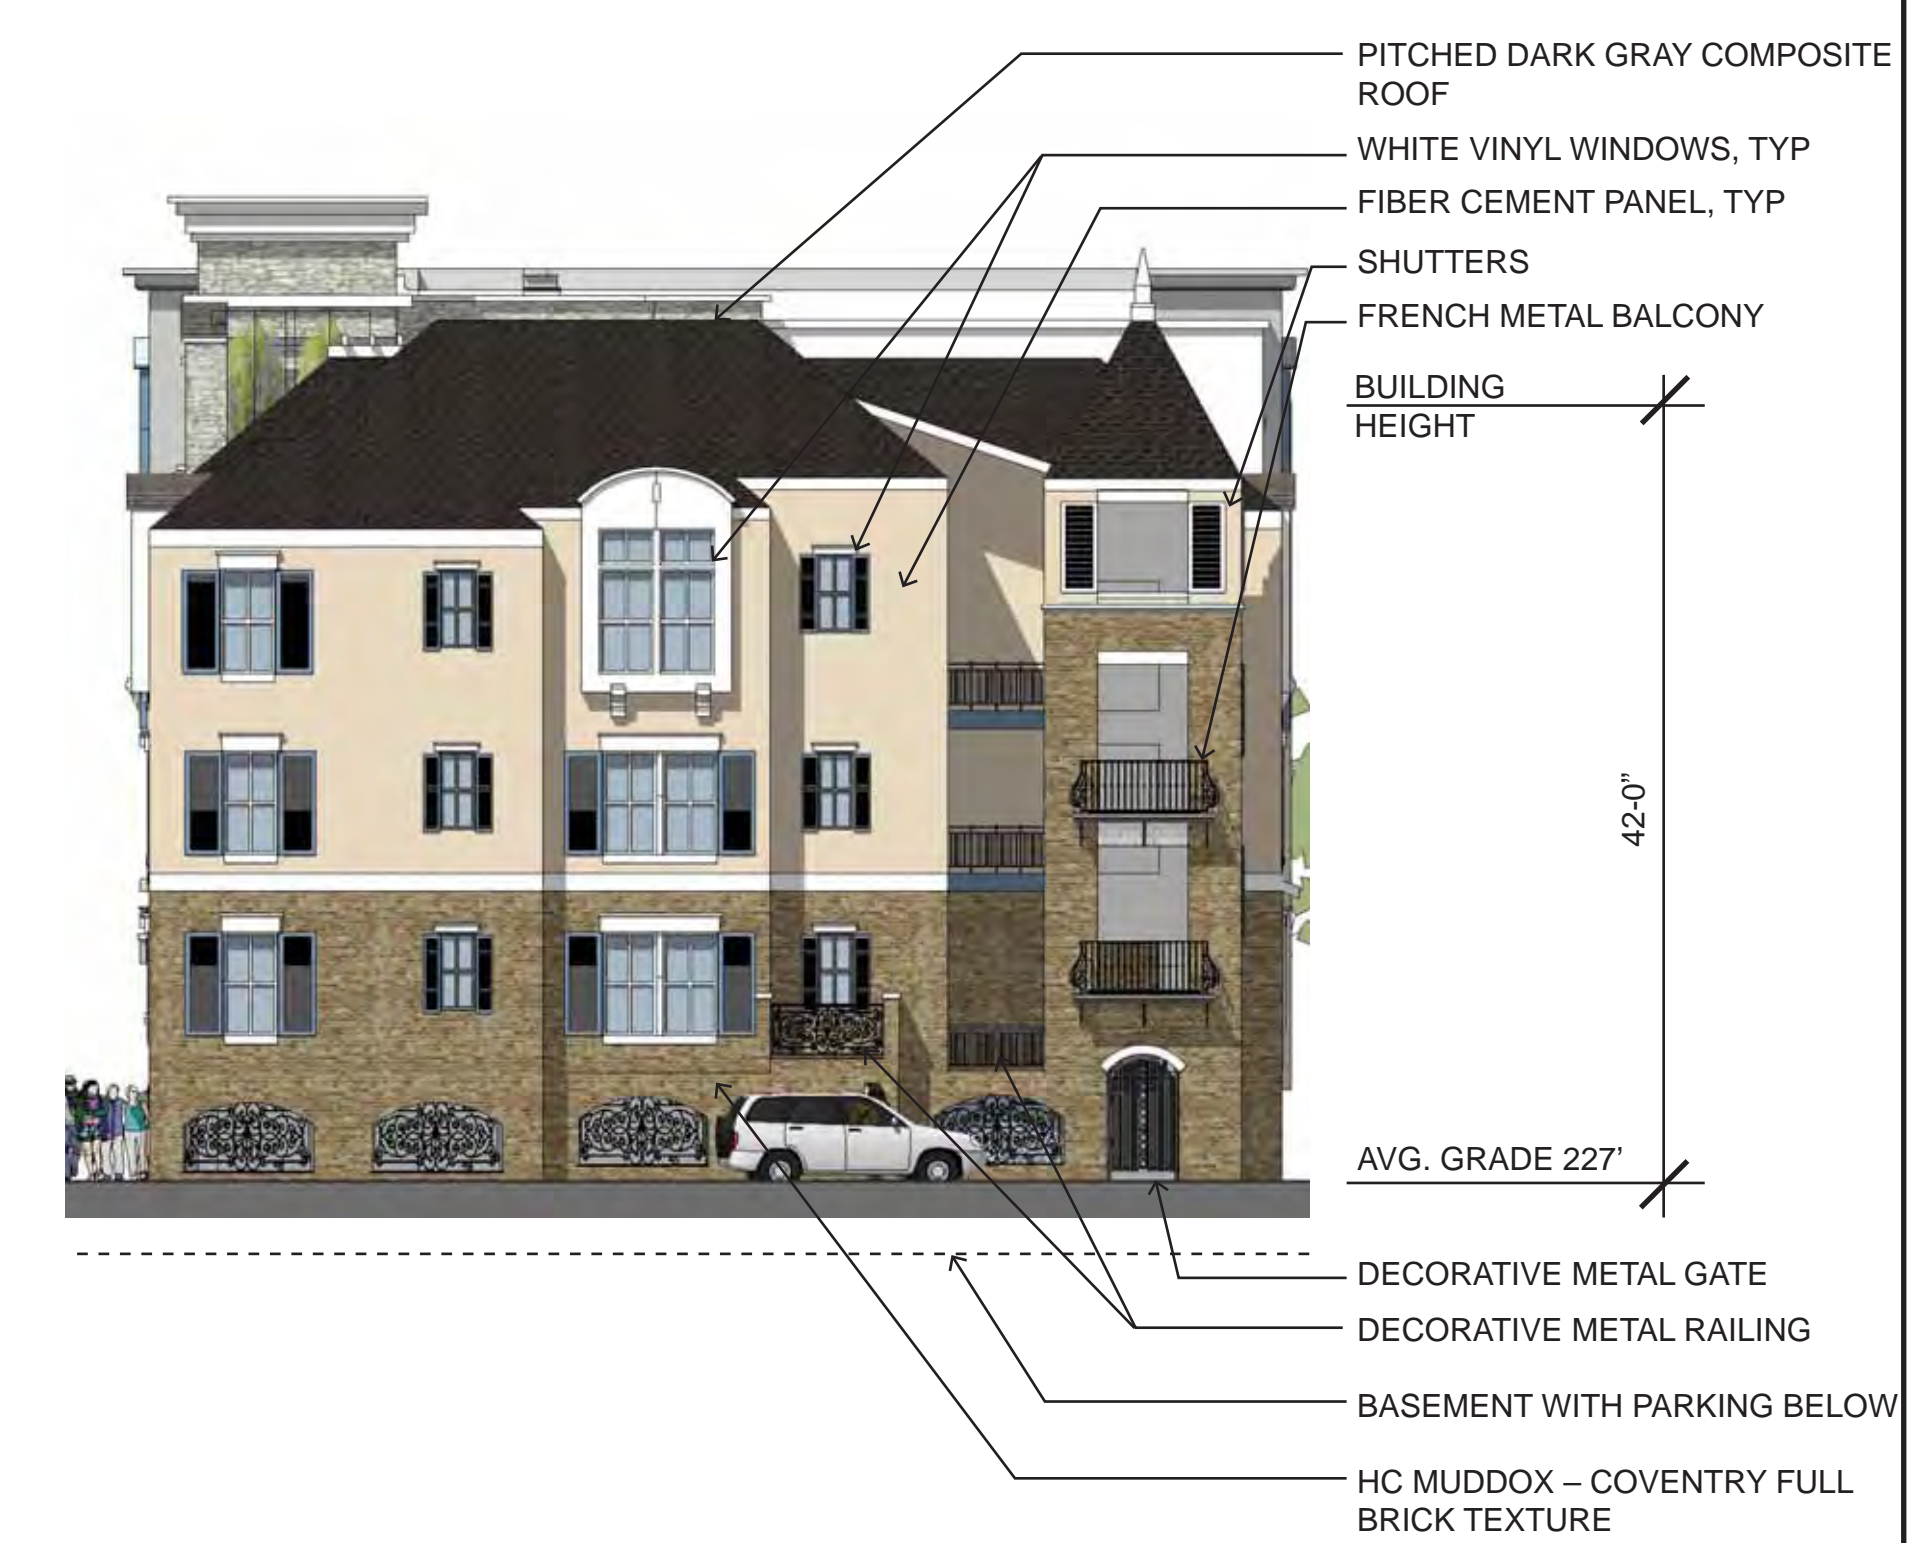 PITCHED DARK GRAY COMPOSITE
ROOF
WHITE VINYL WINDOWS, TYP
FIBER CEMENT PANEL, TYP
SHUTTERS
FRENCH METAL BALCONY
BUILDING
HEIGHT
42-0”
AVG. GRADE 227’
DECORATIVE METAL GATE
DECORATIVE METAL RAILING
BASEMENT WITH PARKING BELOW
HC MUDDOX – COVENTRY FULL
BRICK TEXTURE